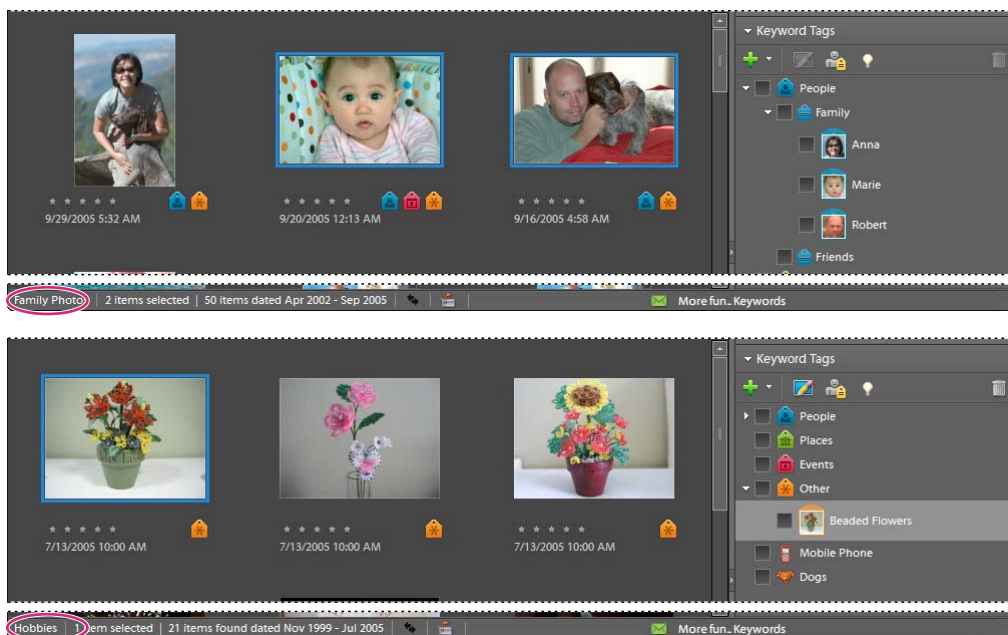 Keyword Tags
People
Family
Anna
Marie
Robert
Friends
9/29/2005 5:32 AM
9/20/2005 12:13 AM
9/16/2005 4:58 AM
Family Photo | 2 items selected | 50 items dated Apr 2002 - Sep 2005
More fun... Keywords
Keyword Tags
People
Places
Events
Other
Beaded Flowers
Mobile Phone
Dogs
7/13/2005 10:00 AM
7/13/2005 10:00 AM
7/13/2005 10:00 AM
Hobbies | 1 item selected | 21 items found dated Nov 1999 - Jul 2005
More fun... Keywords